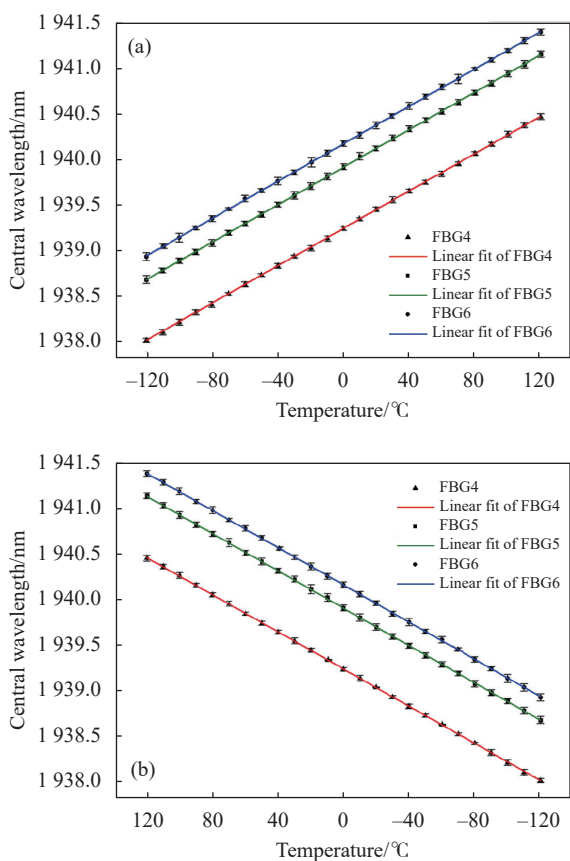 (a)
1 942.0
1 941.5
1 941.0
1 940.5
1 940.0
1 939.5
1 939.0
1 938.5
1 938.0
Central wavelength/nm
FBG4
Linear fit of FBG4
FBG5
Linear fit of FBG5
FBG6
Linear fit of FBG6
–120 –80 –40 0 40 80 120
Temperature/℃
1 941.5
1 941.0
1 940.5
1 940.0
1 939.5
1 939.0
1 938.5
1 938.0
Central wavelength/nm
FBG4
Linear fit of FBG4
FBG5
Linear fit of FBG5
FBG6
Linear fit of FBG6
(b)
120 80 40 0 –40 –80 –120
Temperature/℃